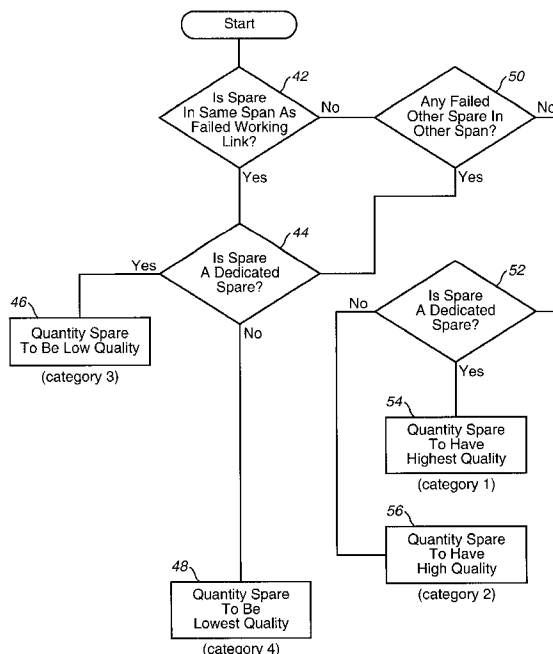 Start
42
Is Spare
In Same Span As
Failed Working
Link?
No
50
Any Failed
Other Spare In
Other Span?
No
Yes
Yes
44
Is Spare
A Dedicated
Spare?
Yes
No
46
Quantity Spare
To Be Low Quality
(category 3)
52
Is Spare
A Dedicated
Spare?
No
Yes
54
Quantity Spare
To Have
Highest Quality
(category 1)
56
Quantity Spare
To Have
High Quality
(category 2)
48
Quantity Spare
To Be
Lowest Quality
(category 4)